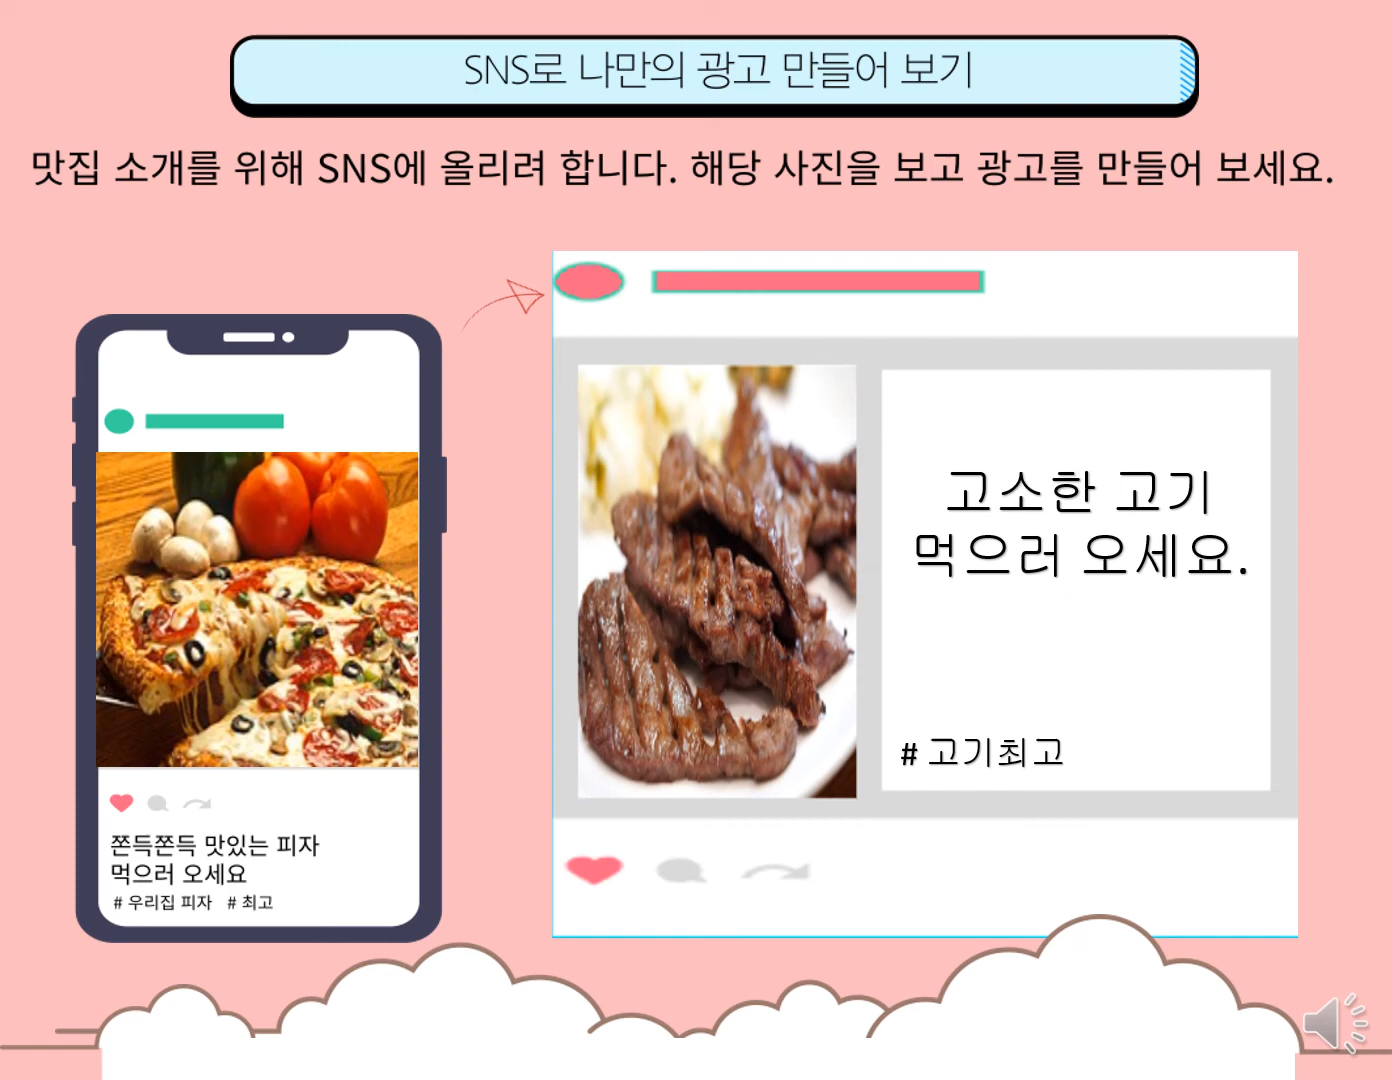 SNS로 나만의 광고 만들어 보기
맛집 소개를 위해 SNS에 올리려 합니다. 해당 사진을 보고 광고를 만들어 보세요.
쫀득쫀득 맛있는 피자
먹으러 오세요
# 우리집 피자 # 최고
고소한 고기
먹으러 오세요.
# 고기최고